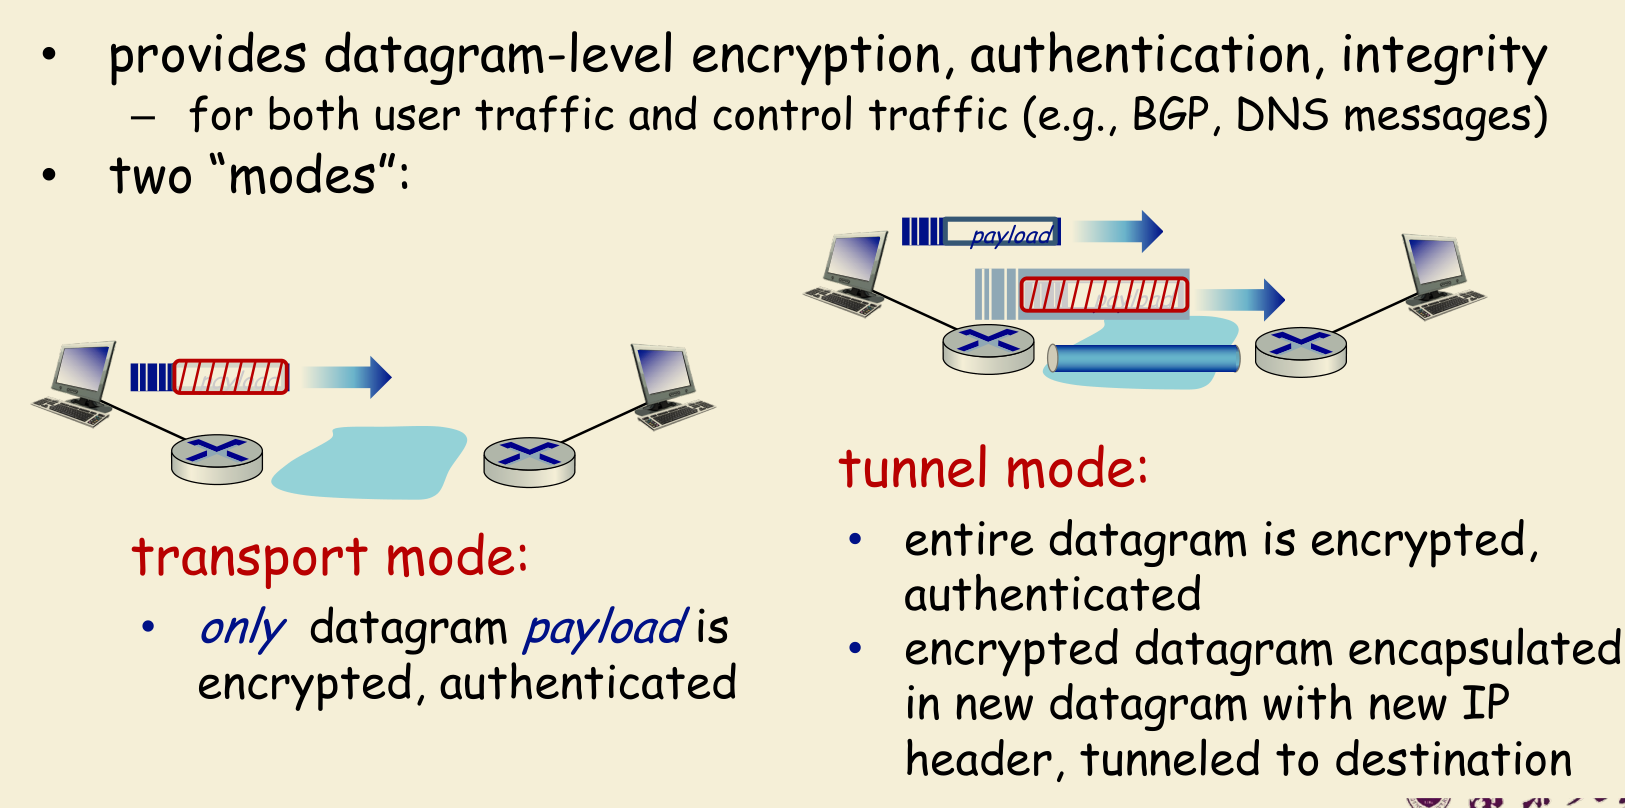 • provides datagram-level encryption, authentication, integrity
– for both user traffic and control traffic (e.g., BGP, DNS messages)
• two “modes”:
payload
payload
payload
transport mode:
• only datagram payload is
encrypted, authenticated
tunnel mode:
• entire datagram is encrypted,
authenticated
• encrypted datagram encapsulated
in new datagram with new IP
header, tunneled to destination